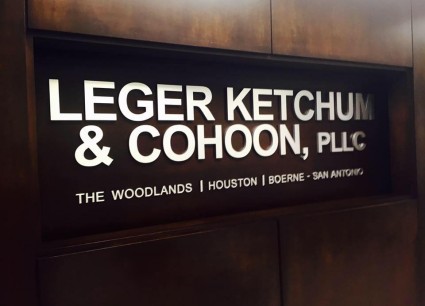 LEGER KETCHUM
& COHOON, PLLC
THE WOODLANDS | HOUSTON | BOERNE - SAN ANTONIO